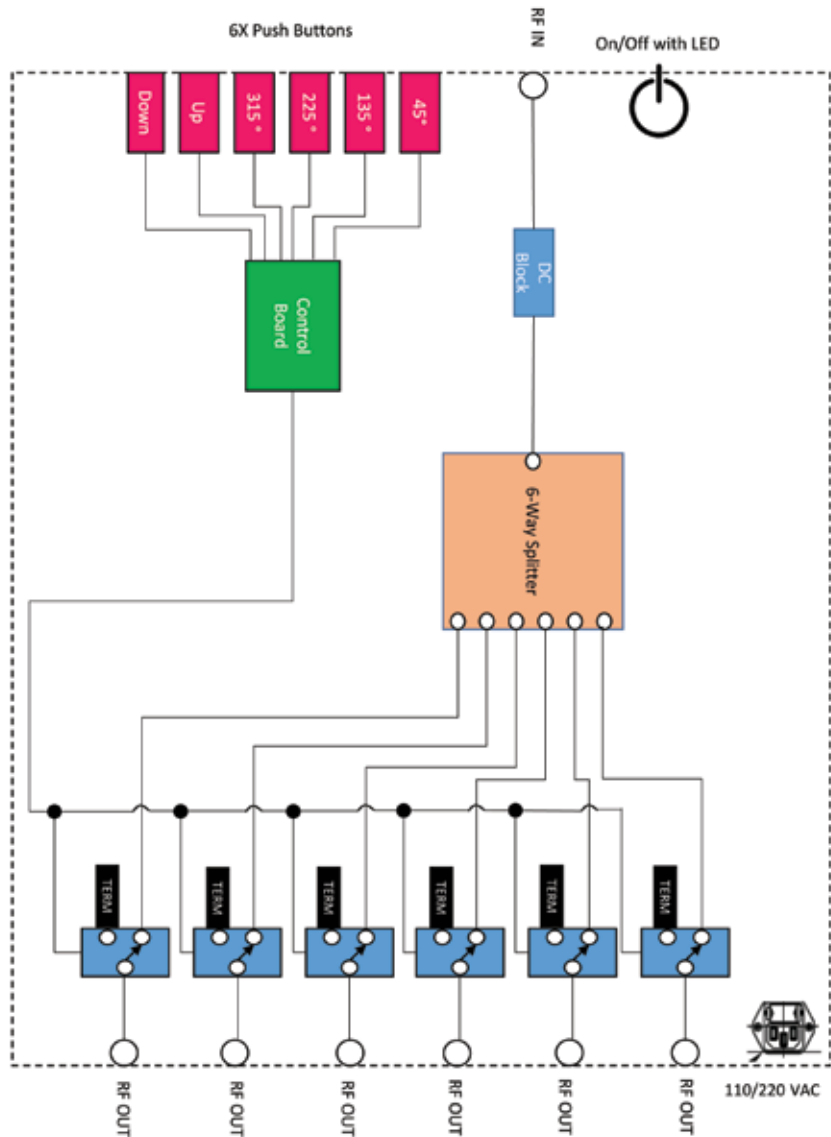 6X Push Buttons
RF IN
On/Off with LED
Down
Up
315 °
225 °
135 °
45°
DC
Block
Control
Board
6-Way Splitter
TERM
TERM
TERM
TERM
TERM
TERM
110/220 VAC
RF OUT
RF OUT
RF OUT
RF OUT
RF OUT
RF OUT